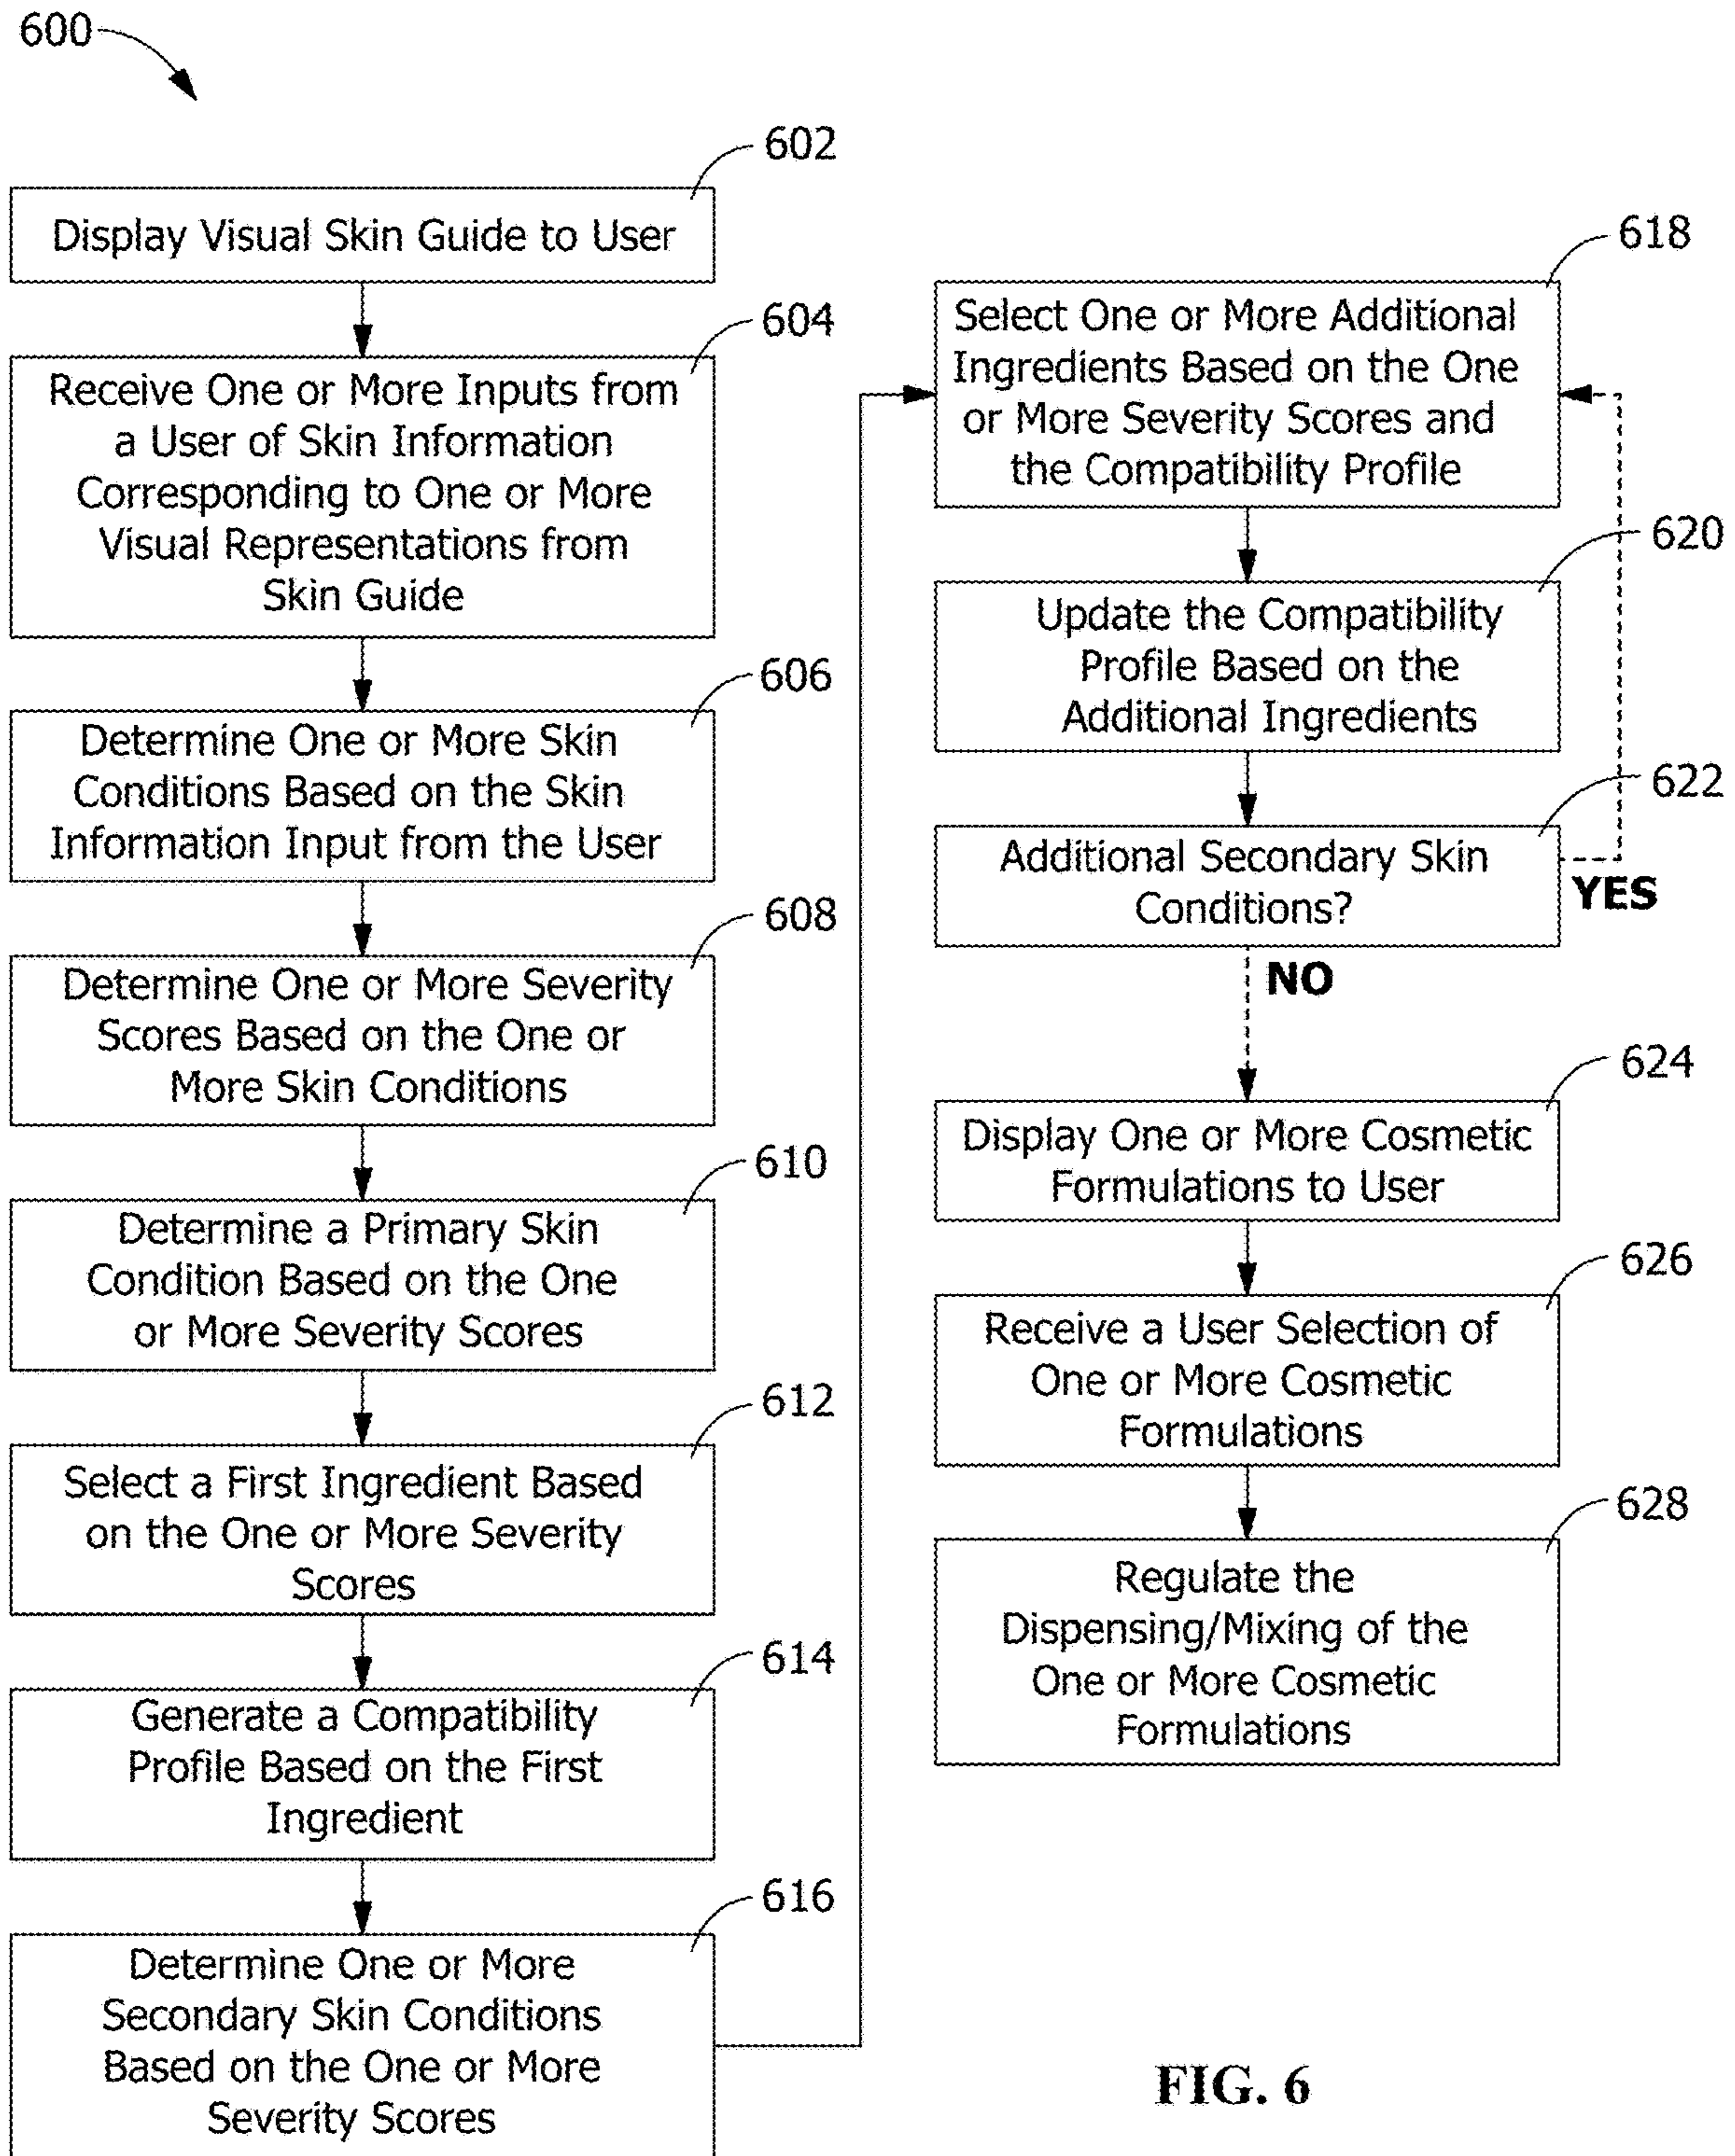 600
602
Display Visual Skin Guide to User
604
Receive One or More Inputs from
a User of Skin Information
Corresponding to One or More
Visual Representations from
Skin Guide
606
Determine One or More Skin
Conditions Based on the Skin
Information Input from the User
608
Determine One or More Severity
Scores Based on the One or
More Skin Conditions
610
Determine a Primary Skin
Condition Based on the One
or More Severity Scores
612
Select a First Ingredient Based
on the One or More Severity
Scores
614
Generate a Compatibility
Profile Based on the First
Ingredient
616
Determine One or More
Secondary Skin Conditions
Based on the One or More
Severity Scores
618
Select One or More Additional
Ingredients Based on the One
or More Severity Scores and
the Compatibility Profile
620
Update the Compatibility
Profile Based on the
Additional Ingredients
622
Additional Secondary Skin
Conditions?
YES
NO
624
Display One or More Cosmetic
Formulations to User
626
Receive a User Selection of
One or More Cosmetic
Formulations
628
Regulate the
Dispensing/Mixing of the
One or More Cosmetic
Formulations
FIG. 6